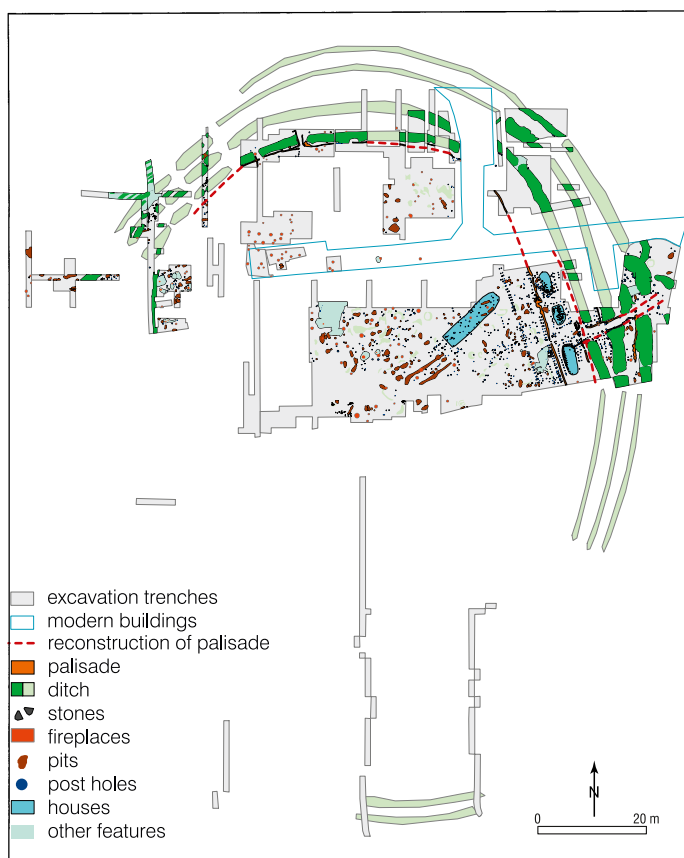 excavation trenches
modern buildings
reconstruction of palisade
palisade
ditch
stones
fireplaces
pits
post holes
houses
other features
N
0 20 m